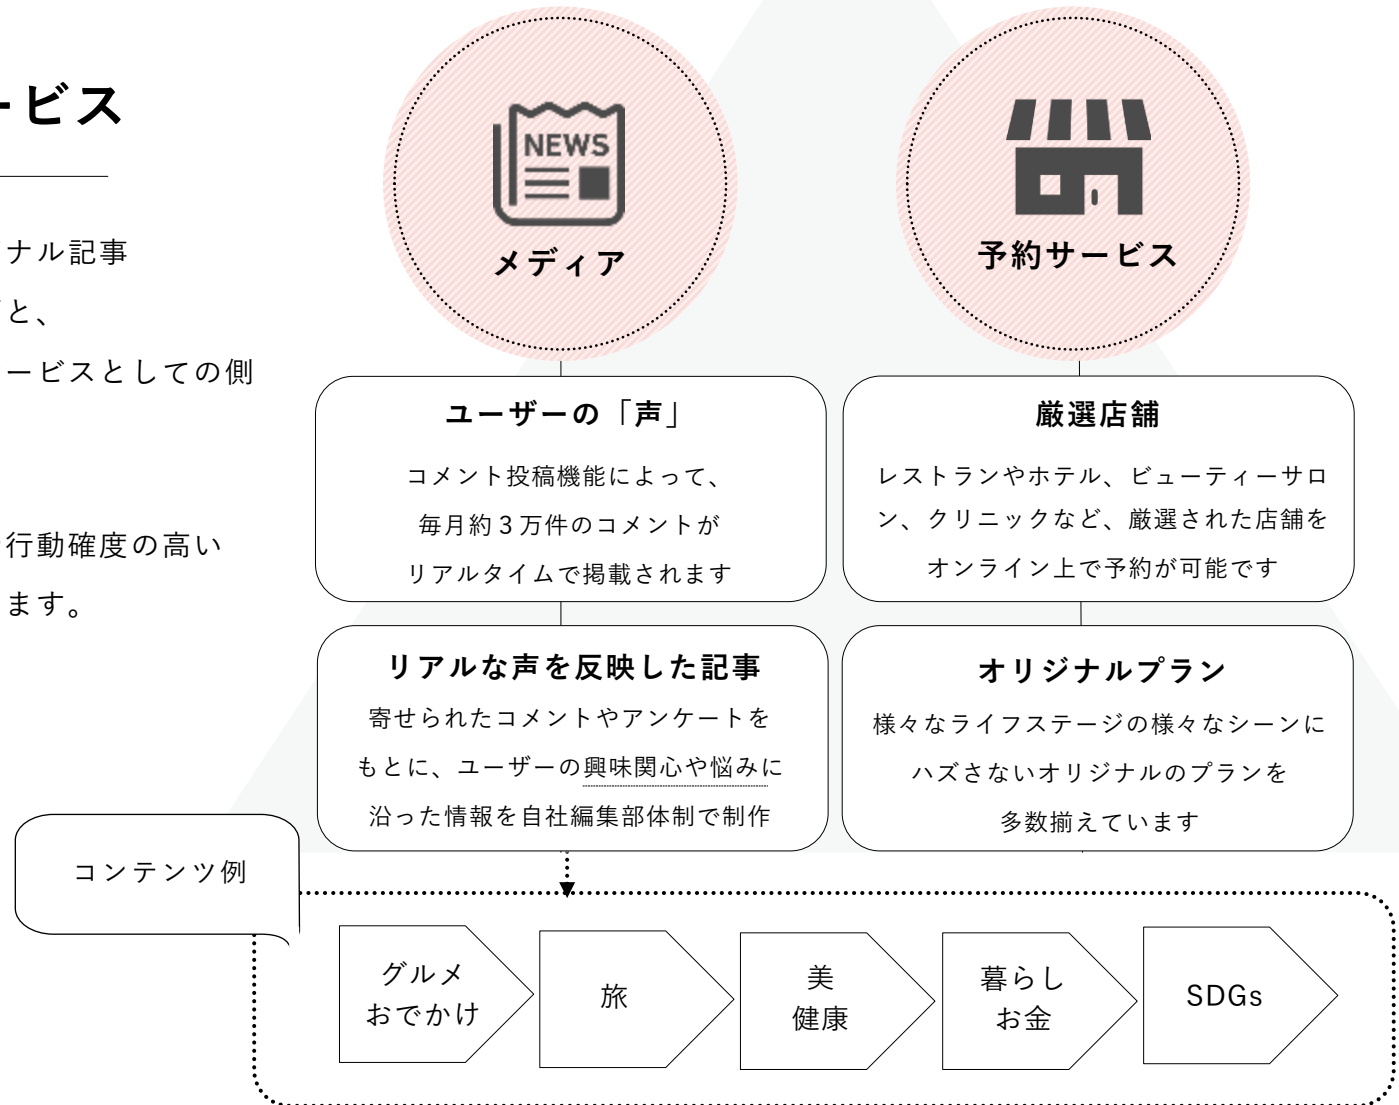 ービス
ナル記事
と、
ービスとしての側
行動確度の高い
ます。
NEWS
メディア
予約サービス
ユーザーの「声」
コメント投稿機能によって、
毎月約３万件のコメントが
リアルタイムで掲載されます
厳選店舗
レストランやホテル、ビューティーサロ
ン、クリニックなど、厳選された店舗を
オンライン上で予約が可能です
リアルな声を反映した記事
寄せられたコメントやアンケートを
もとに、ユーザーの興味関心や悩みに
沿った情報を自社編集部体制で制作
オリジナルプラン
様々なライフステージの様々なシーンに
ハズさないオリジナルのプランを
多数揃えています
コンテンツ例
グルメ
おでかけ
旅
美
健康
暮らし
お金
SDGs